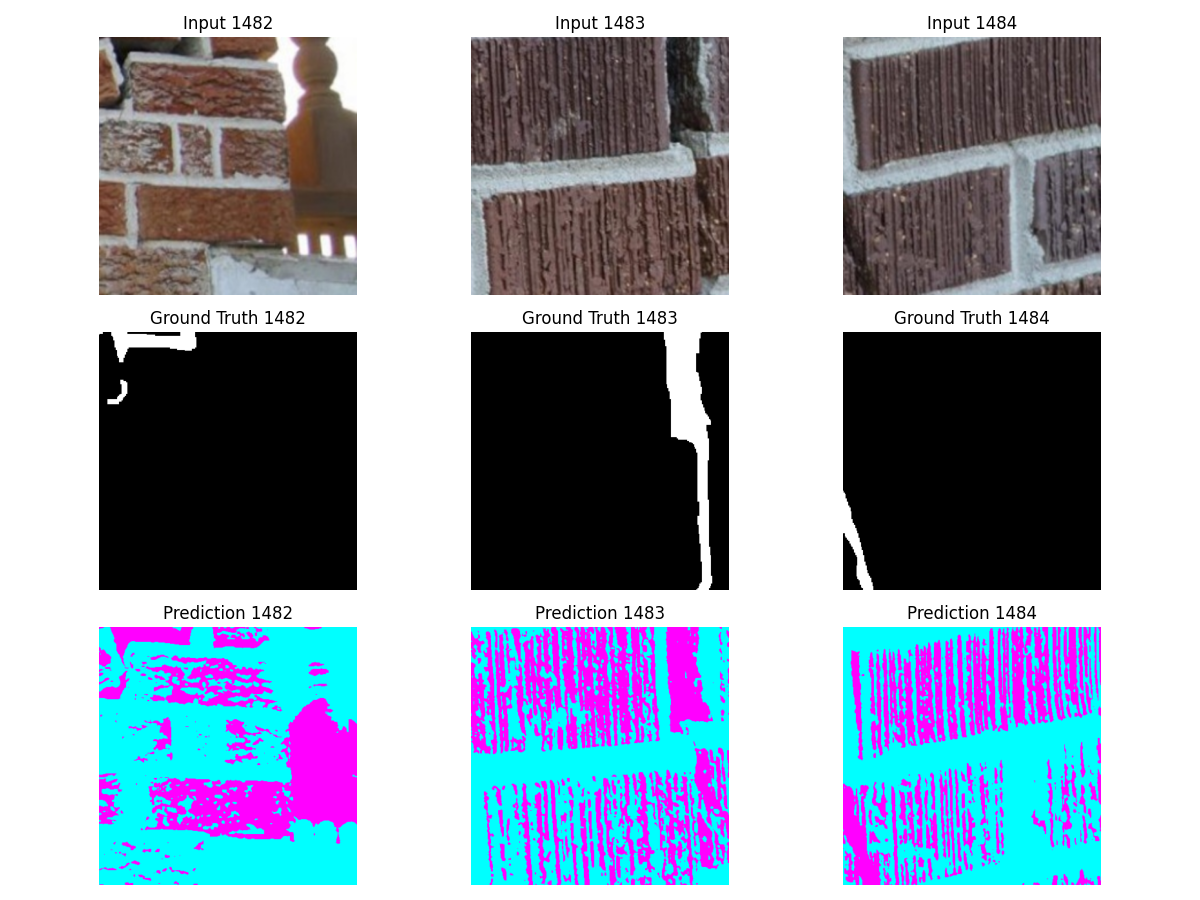 Input 1482
Input 1483
Input 1484
Ground Truth 1482
Ground Truth 1483
Ground Truth 1484
Prediction 1482
Prediction 1483
Prediction 1484